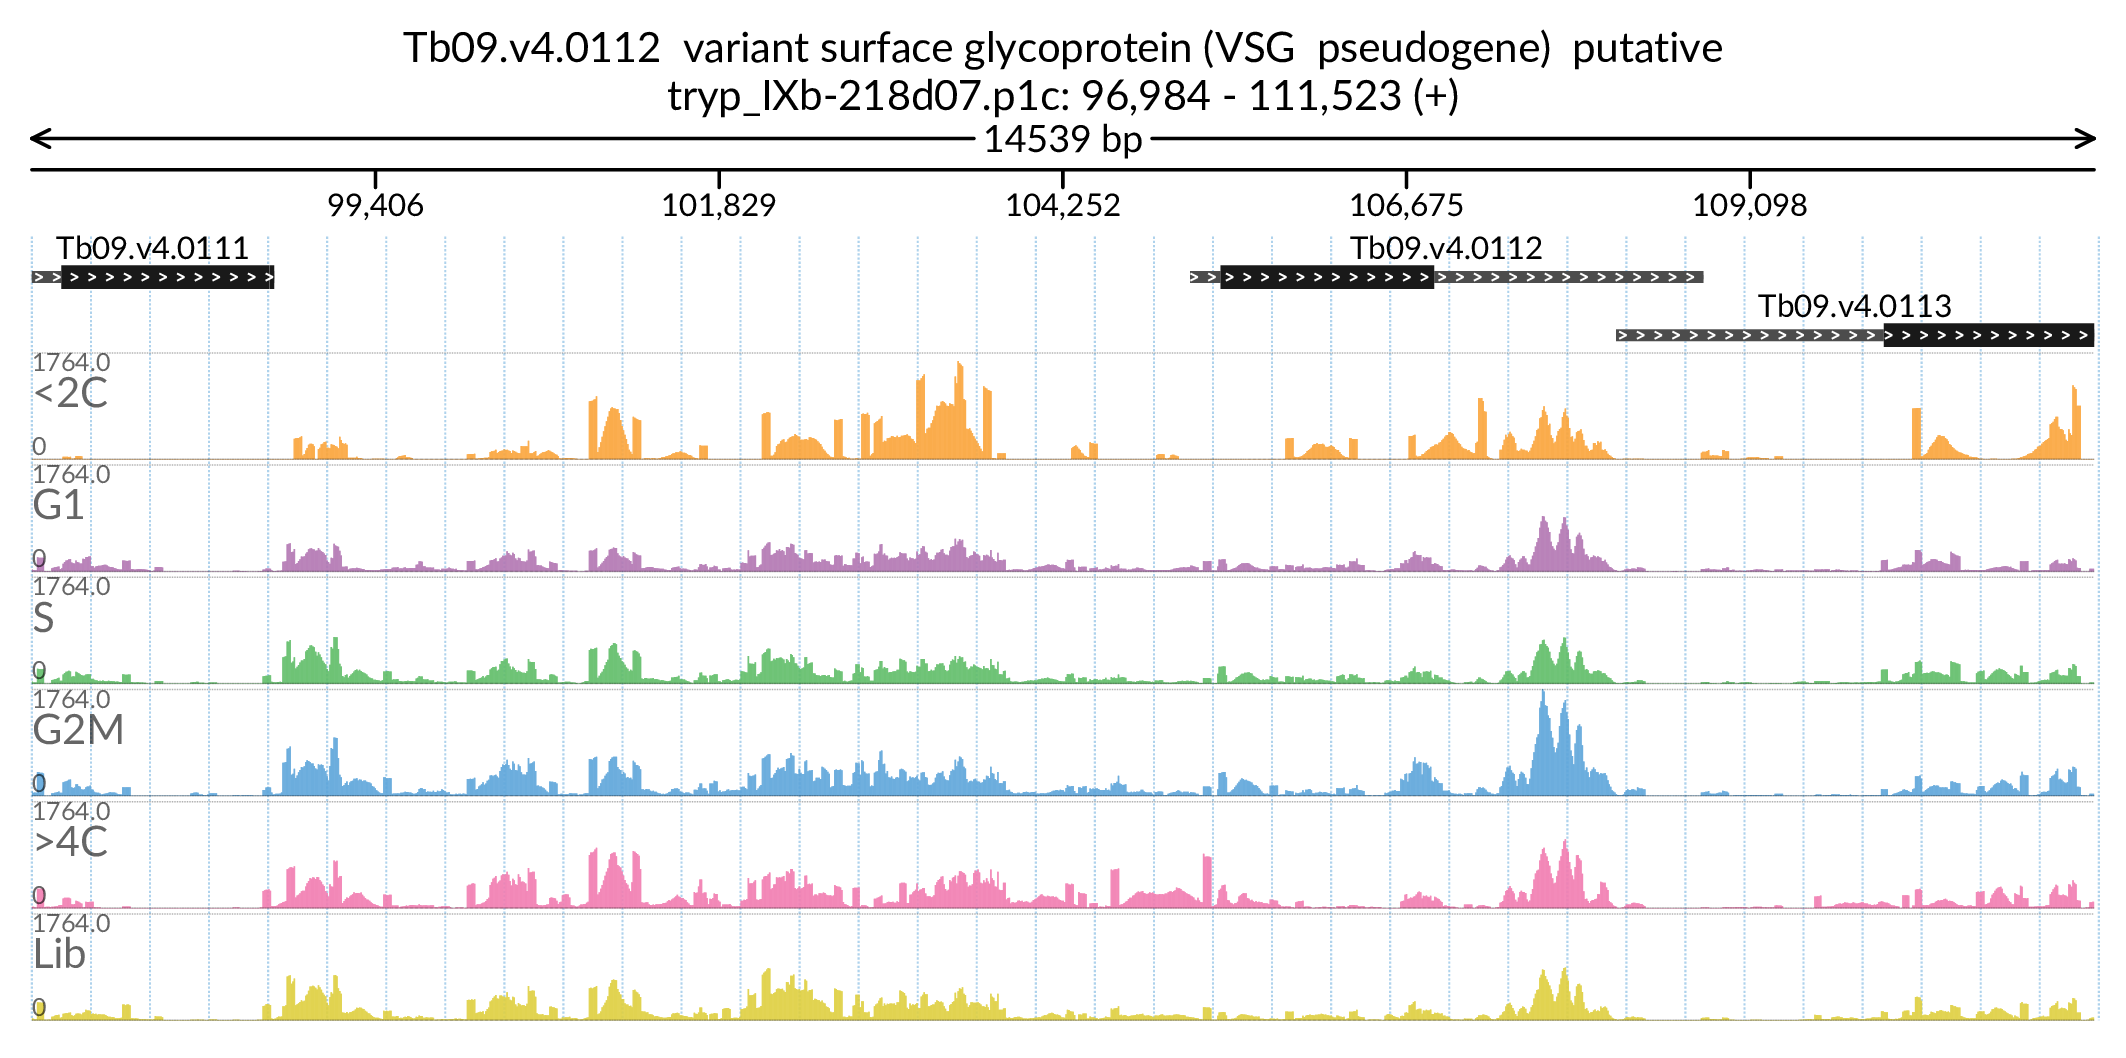 Tb09.v4.0112  variant surface glycoprotein (VSG  pseudogene)  putative
tryp_IXb-218d07.p1c: 96,984 - 111,523 (+)
14539 bp
99,406 101,829 104,252 106,675 109,098
Tb09.v4.0111 Tb09.v4.0112
Tb09.v4.0113
1764.0
<2C
0
1764.0
G1
0
1764.0
S
0
1764.0
G2M
0
1764.0
>4C
0
1764.0
Lib
0